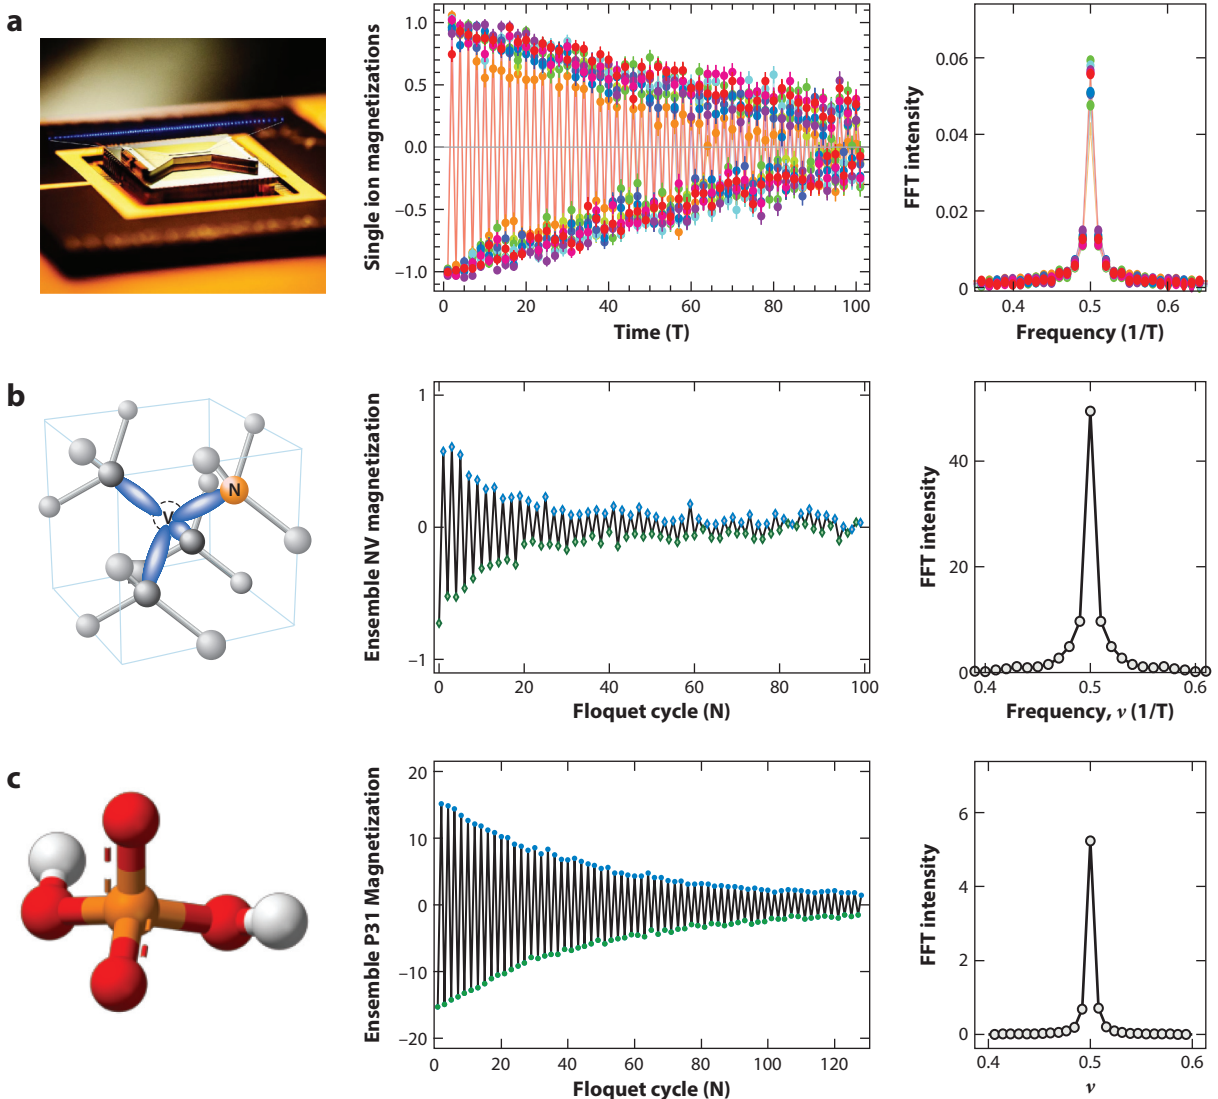 a
Single ion magnetizations
1.0
0.5
0.0
−0.5
−1.0
0 20 40 60 80 100
Time (T)
FFT intensity
0.06
0.04
0.02
0
0.4 0.5 0.6
Frequency (1/T)
b
N
V
Ensemble NV magnetization
1
0
−1
0 20 40 60 80 100
Floquet cycle (N)
FFT intensity
40
20
0
0.4 0.5 0.6
Frequency, ν (1/T)
c
Ensemble P31 Magnetization
20
10
0
−10
−20
0 20 40 60 80 100 120
Floquet cycle (N)
FFT intensity
6
4
2
0
0.4 0.5 0.6
ν